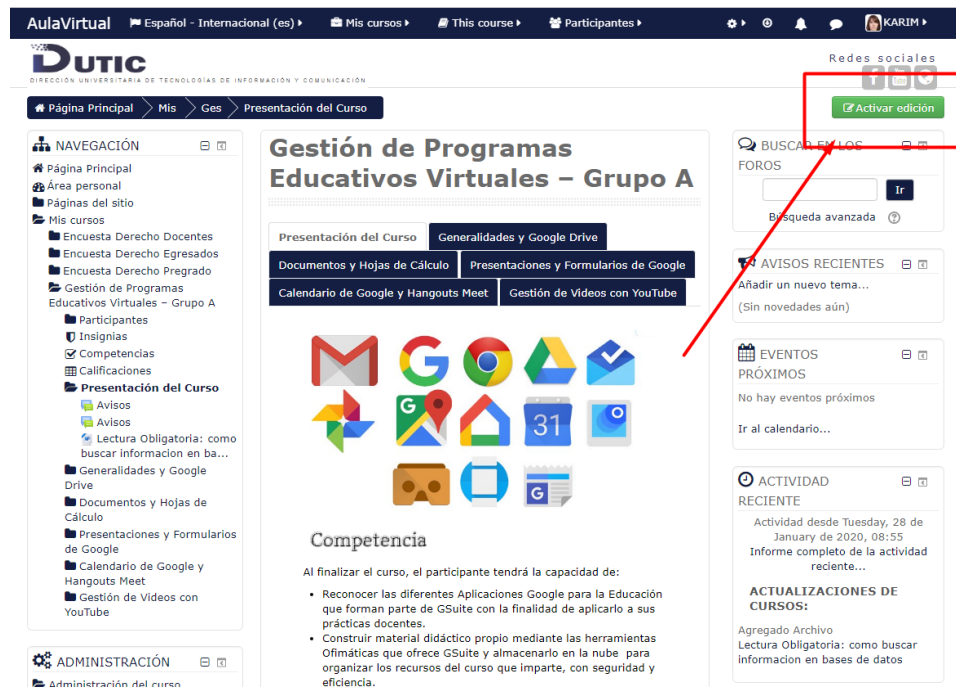 AulaVirtual Español - Internacional (es) Mis cursos This course Participantes KARIM
DUTIC
DIRECCIÓN UNIVERSITARIA DE TECNOLOGÍAS DE INFORMACIÓN Y COMUNICACIÓN
Redes sociales
Página Principal Mis Ges Presentación del Curso
Activar edición
NAVEGACIÓN
Página Principal
Área personal
Páginas del sitio
Mis cursos
Encuesta Derecho Docentes
Encuesta Derecho Egresados
Encuesta Derecho Pregrado
Gestión de Programas
Educativos Virtuales – Grupo A
Participantes
Insignias
Competencias
Calificaciones
Presentación del Curso
Avisos
Avisos
Lectura Obligatoria: como
buscar informacion en ba...
Generalidades y Google
Drive
Documentos y Hojas de
Cálculo
Presentaciones y Formularios
de Google
Calendario de Google y
Hangouts Meet
Gestión de Videos con
YouTube
ADMINISTRACIÓN
Administración del curso
Gestión de Programas
Educativos Virtuales – Grupo A
Presentación del Curso Generalidades y Google Drive
Documentos y Hojas de Cálculo Presentaciones y Formularios de Google
Calendario de Google y Hangouts Meet Gestión de Videos con YouTube
G
31
G
Competencia
Al finalizar el curso, el participante tendrá la capacidad de:
• Reconocer las diferentes Aplicaciones Google para la Educación
que forman parte de GSuite con la finalidad de aplicarlo a sus
prácticas docentes.
• Construir material didáctico propio mediante las herramientas
Ofimáticas que ofrece GSuite y almacenarlo en la nube para
organizar los recursos del curso que imparte, con seguridad y
eficiencia.
BUSCAR EN LOS
FOROS
Ir
Búsqueda avanzada
AVISOS RECIENTES
Añadir un nuevo tema...
(Sin novedades aún)
EVENTOS
PRÓXIMOS
No hay eventos próximos
Ir al calendario...
ACTIVIDAD
RECIENTE
Actividad desde Tuesday, 28 de
January de 2020, 08:55
Informe completo de la actividad
reciente...
ACTUALIZACIONES DE
CURSOS:
Agregado Archivo
Lectura Obligatoria: como buscar
informacion en bases de datos